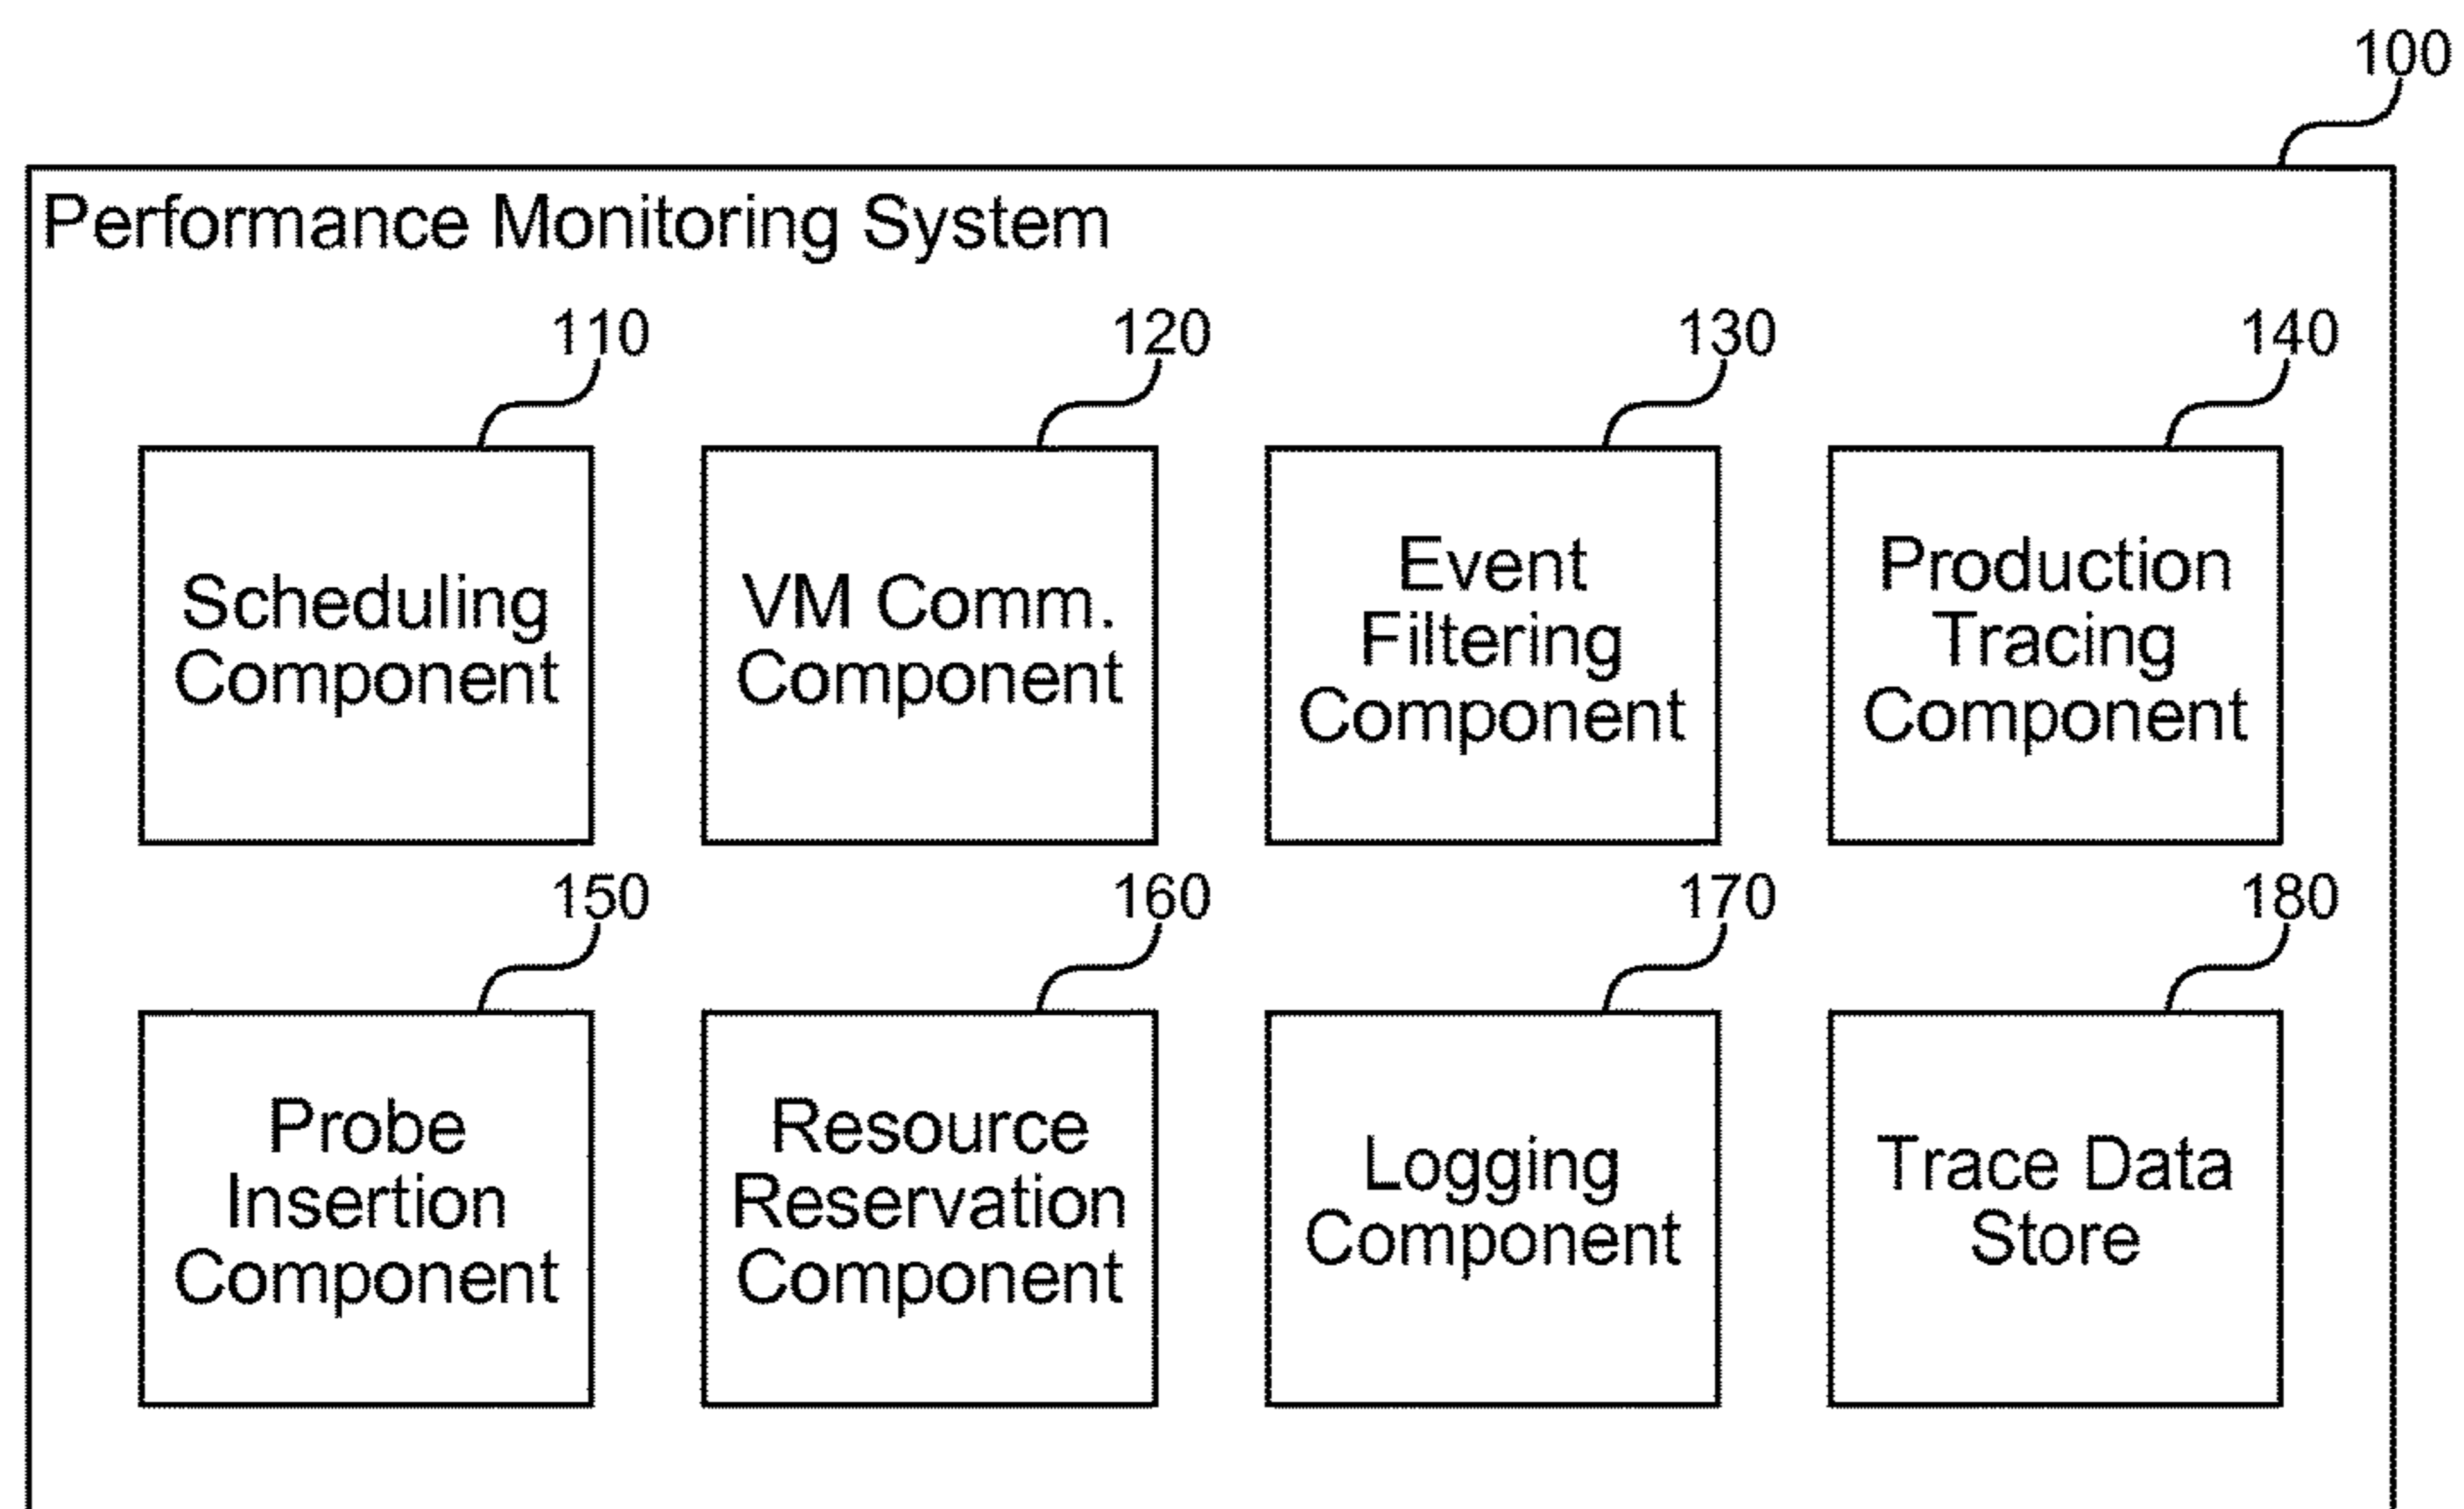 100
Performance Monitoring System
110
120
130
140
Scheduling
Component
VM Comm.
Component
Event
Filtering
Component
Production
Tracing
Component
150
160
170
180
Probe
Insertion
Component
Resource
Reservation
Component
Logging
Component
Trace Data
Store